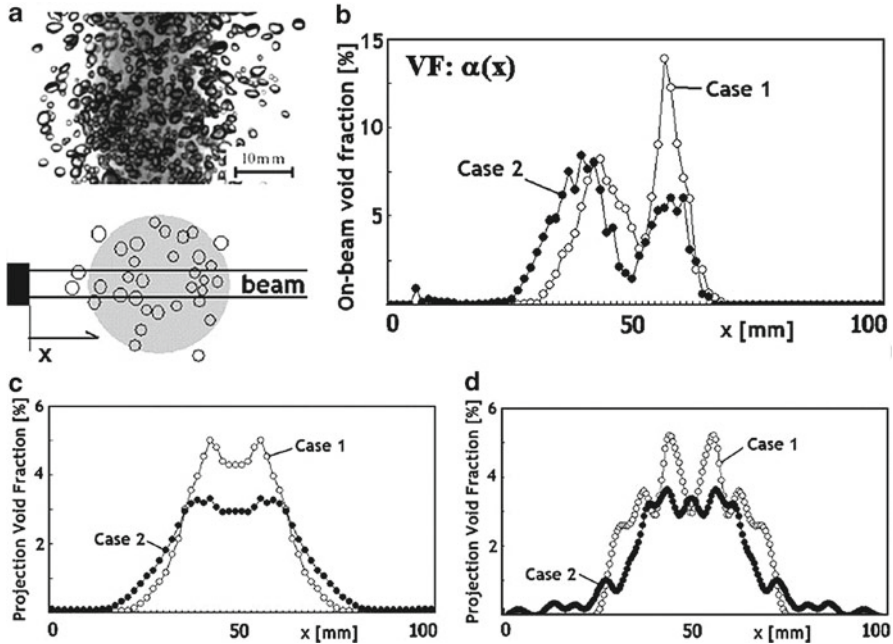 a
10mm
beam
x
b
VF: α(x)
On-beam void fraction [%]
15
10
5
0
50
100
x [mm]
Case 1
Case 2
c
Projection Void Fraction [%]
6
4
2
0
50
100
x [mm]
Case 1
Case 2
d
Projection Void Fraction [%]
6
4
2
0
50
100
x [mm]
Case 1
Case 2